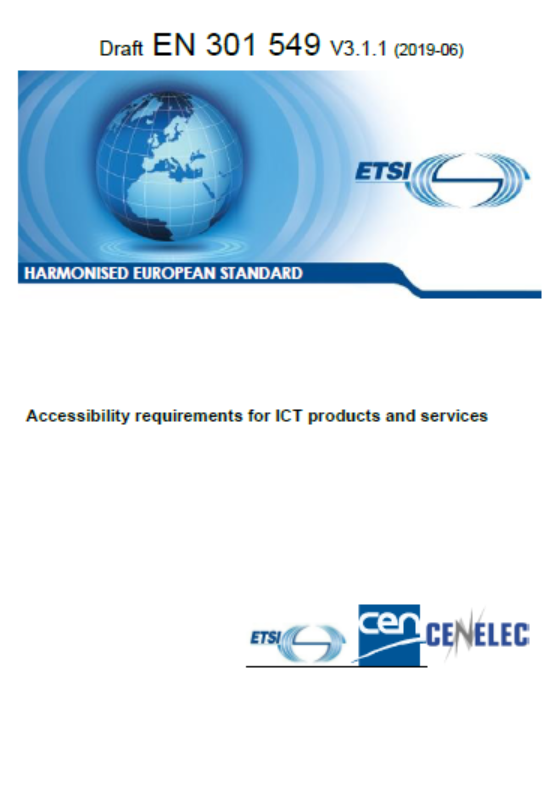 Draft EN 301 549 V3.1.1 (2019-06)
ETSI
HARMONISED EUROPEAN STANDARD
Accessibility requirements for ICT products and services
ETSI
cen
CENELEC